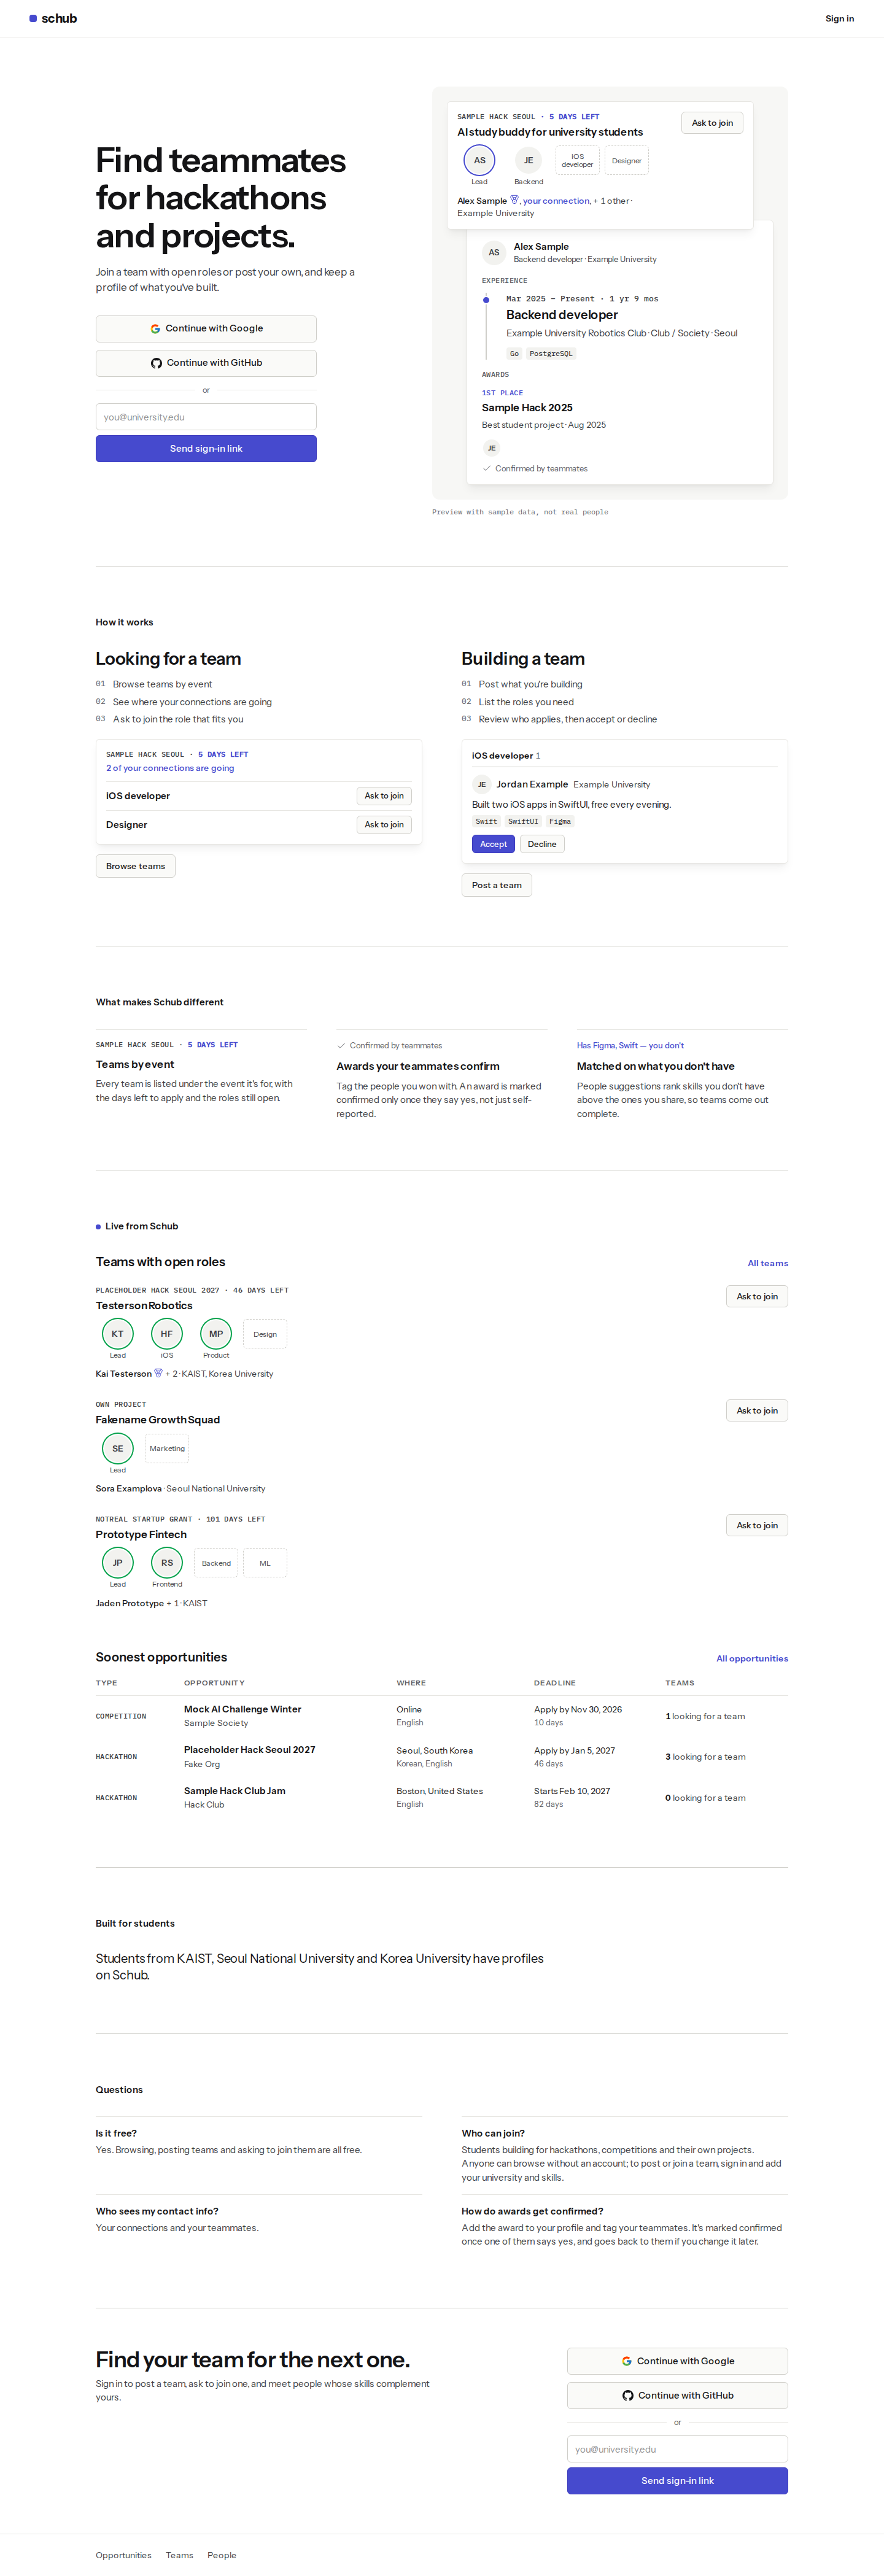 schub
Sign in
Find teammates
for hackathons
and projects.
Join a team with open roles or post your own, and keep a
profile of what you've built.
Continue with Google
Continue with GitHub
or
you@university.edu
Send sign-in link
SAMPLE HACK SEOUL · 5 DAYS LEFT
AI study buddy for university students
Ask to join
AS
JE
iOS
developer
Designer
Lead
Backend
Alex Sample , your connection, + 1 other ·
Example University
AS
Alex Sample
Backend developer · Example University
EXPERIENCE
Mar 2025 – Present · 1 yr 9 mos
Backend developer
Example University Robotics Club · Club / Society · Seoul
Go
PostgreSQL
AWARDS
1ST PLACE
Sample Hack 2025
Best student project · Aug 2025
JE
Confirmed by teammates
Preview with sample data, not real people
How it works
Looking for a team
01 Browse teams by event
02 See where your connections are going
03 Ask to join the role that fits you
SAMPLE HACK SEOUL · 5 DAYS LEFT
2 of your connections are going
iOS developer
Ask to join
Designer
Ask to join
Browse teams
Building a team
01 Post what you're building
02 List the roles you need
03 Review who applies, then accept or decline
iOS developer 1
JE Jordan Example Example University
Built two iOS apps in SwiftUI, free every evening.
Swift SwiftUI Figma
Accept
Decline
Post a team
What makes Schub different
SAMPLE HACK SEOUL · 5 DAYS LEFT
Teams by event
Every team is listed under the event it's for, with
the days left to apply and the roles still open.
Confirmed by teammates
Awards your teammates confirm
Tag the people you won with. An award is marked
confirmed only once they say yes, not just self-
reported.
Has Figma, Swift — you don't
Matched on what you don't have
People suggestions rank skills you don't have
above the ones you share, so teams come out
complete.
Live from Schub
Teams with open roles
All teams
PLACEHOLDER HACK SEOUL 2027 · 46 DAYS LEFT
Testerson Robotics
Ask to join
KT
HF
MP
Design
Lead
iOS
Product
Kai Testerson + 2 · KAIST, Korea University
OWN PROJECT
Fakename Growth Squad
Ask to join
SE
Marketing
Lead
Sora Examplova · Seoul National University
NOTREAL STARTUP GRANT · 101 DAYS LEFT
Prototype Fintech
Ask to join
JP
RS
Backend
ML
Lead
Frontend
Jaden Prototype + 1 · KAIST
Soonest opportunities
All opportunities
TYPE OPPORTUNITY WHERE DEADLINE TEAMS
COMPETITION
Mock AI Challenge Winter
Sample Society
Online
English
Apply by Nov 30, 2026
10 days
1 looking for a team
HACKATHON
Placeholder Hack Seoul 2027
Fake Org
Seoul, South Korea
Korean, English
Apply by Jan 5, 2027
46 days
3 looking for a team
HACKATHON
Sample Hack Club Jam
Hack Club
Boston, United States
English
Starts Feb 10, 2027
82 days
0 looking for a team
Built for students
Students from KAIST, Seoul National University and Korea University have profiles
on Schub.
Questions
Is it free?
Yes. Browsing, posting teams and asking to join them are all free.
Who can join?
Students building for hackathons, competitions and their own projects.
Anyone can browse without an account; to post or join a team, sign in and add
your university and skills.
Who sees my contact info?
Your connections and your teammates.
How do awards get confirmed?
Add the award to your profile and tag your teammates. It's marked confirmed
once one of them says yes, and goes back to them if you change it later.
Find your team for the next one.
Sign in to post a team, ask to join one, and meet people whose skills complement
yours.
Continue with Google
Continue with GitHub
or
you@university.edu
Send sign-in link
Opportunities Teams People